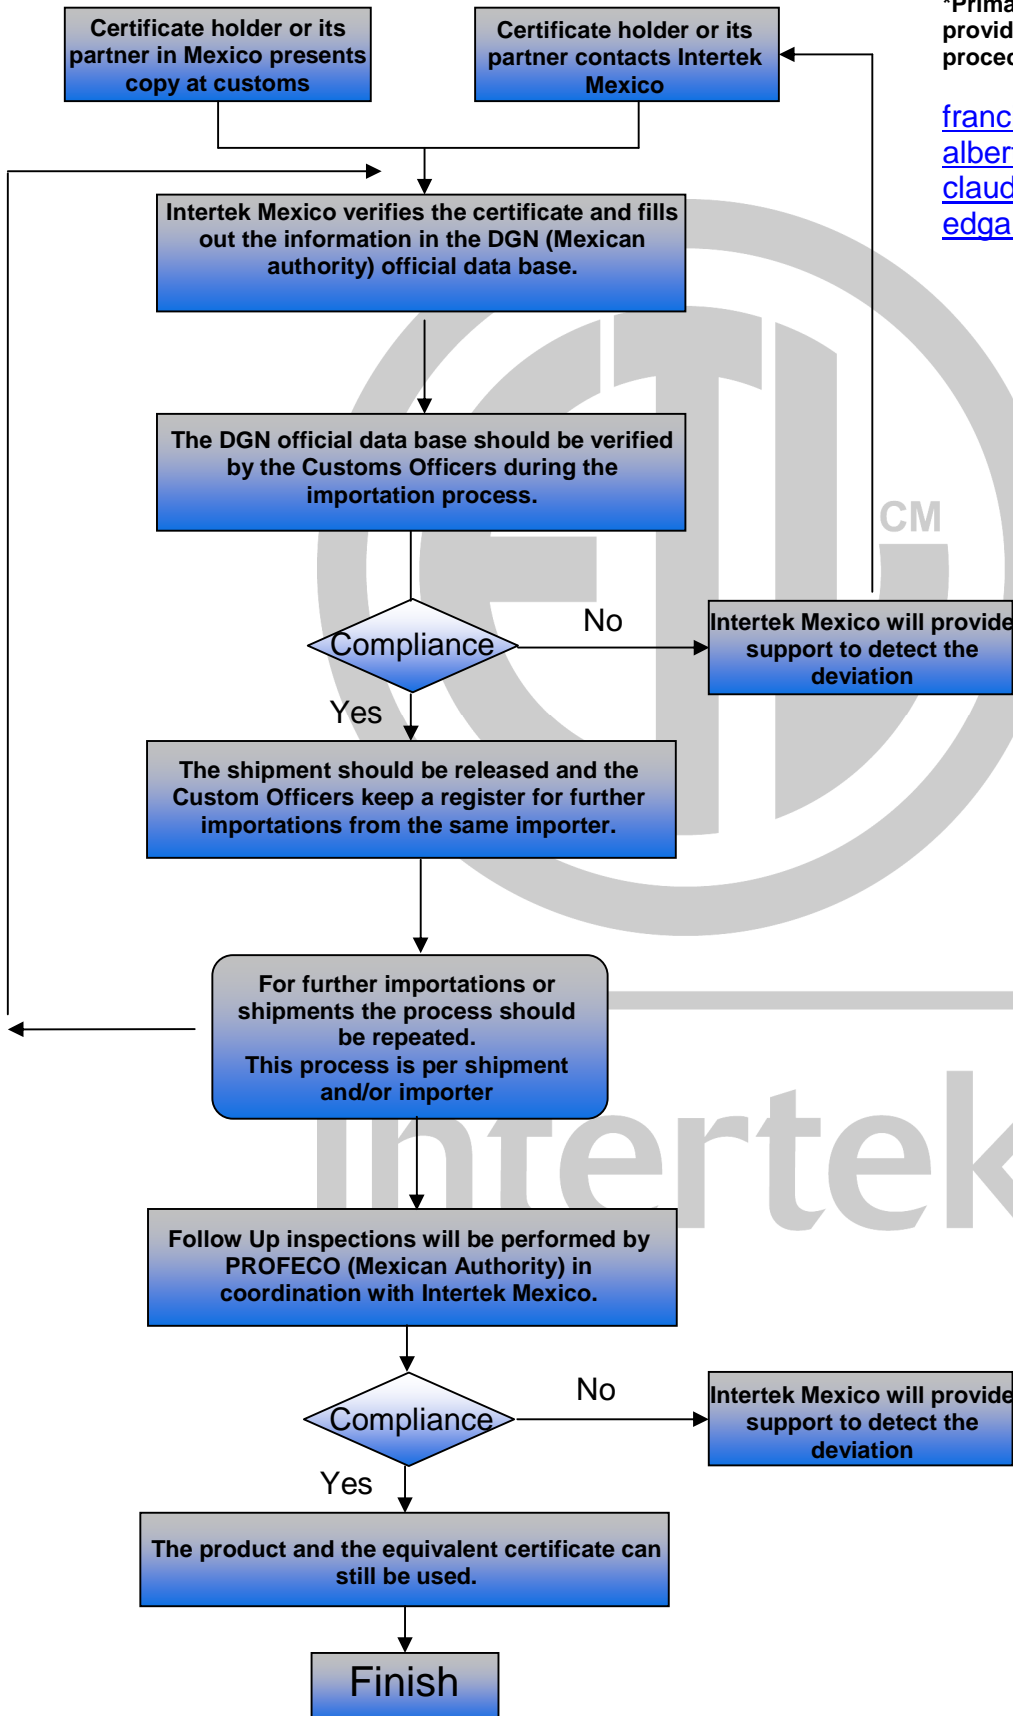 Certificate holder or its
partner in Mexico presents
copy at customs
Certificate holder or its
partner contacts Intertek
Mexico
Intertek Mexico verifies the certificate and fills
out the information in the DGN (Mexican
authority) official data base.
The DGN official data base should be verified
by the Customs Officers during the
importation process.
CM
Compliance
No
Intertek Mexico will provide
support to detect the
deviation
Yes
The shipment should be released and the
Custom Officers keep a register for further
importations from the same importer.
For further importations or
shipments the process should
be repeated.
This process is per shipment
and/or importer
Intertek
Follow Up inspections will be performed by
PROFECO (Mexican Authority) in
coordination with Intertek Mexico.
Compliance
No
Intertek Mexico will provide
support to detect the
deviation
Yes
The product and the equivalent certificate can
still be used.
Finish